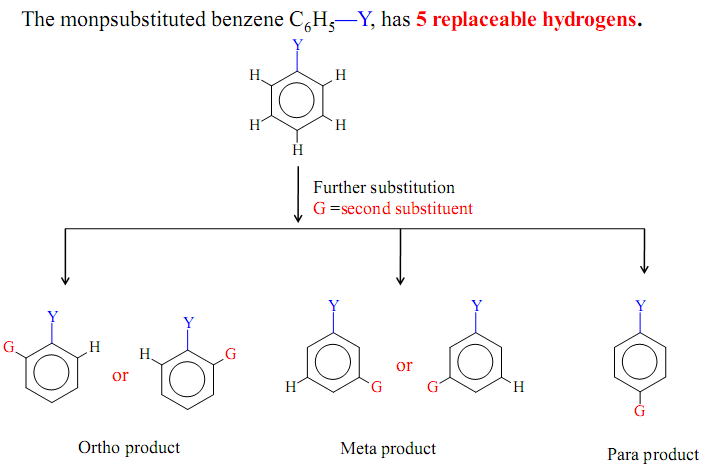 The monpsubstituted benzene C₆H₅—Y, has 5 replaceable hydrogens.
Y
H H
H H
H
Further substitution
G =second substituent
Y Y Y Y Y
G H or H G H or G G H
G
Ortho product Meta product Para product